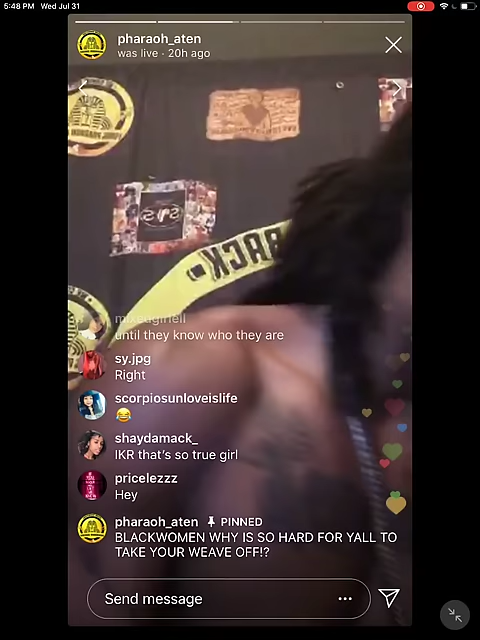 5:48 PM Wed Jul 31
pharaoh_aten
was live · 20h ago
BACK
mixedgirlell
until they know who they are
sy.jpg
Right
scorpiosunloveislife
😂
shaydamack_
IKR that's so true girl
pricelezzz
Hey
pharaoh_aten PINNED
BLACKWOMEN WHY IS SO HARD FOR YALL TO
TAKE YOUR WEAVE OFF!?
Send message